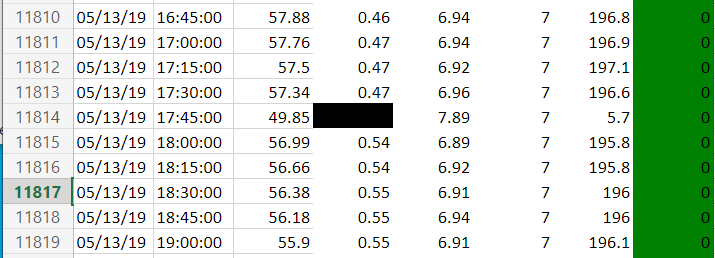 11810 05/13/19 16:45:00 57.88 0.46 6.94 7 196.8 0
11811 05/13/19 17:00:00 57.76 0.46 6.94 7 196.9 0
11812 05/13/19 17:15:00 57.5 0.47 6.92 7 197.1 0
11813 05/13/19 17:30:00 57.34 0.47 6.96 7 196.6 0
11814 05/13/19 17:45:00 49.85 7.89 7 5.7 0
11815 05/13/19 18:00:00 56.99 0.54 6.89 7 195.8 0
11816 05/13/19 18:15:00 56.66 0.54 6.92 7 195.8 0
11817 05/13/19 18:30:00 56.38 0.55 6.91 7 196 0
11818 05/13/19 18:45:00 56.18 0.55 6.94 7 196 0
11819 05/13/19 19:00:00 55.9 0.55 6.91 7 196.1 0